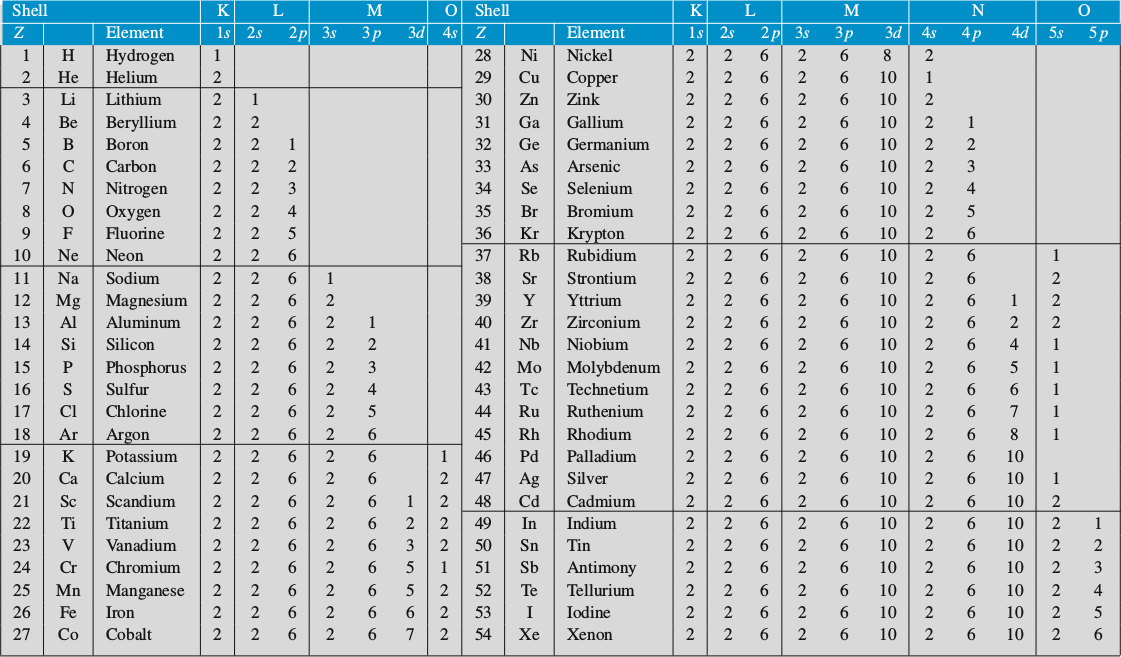 Shell K L M O Shell K L M N O
Z Element 1s 2s 2p 3s 3p 3d 4s Z Element 1s 2s 2p 3s 3p 3d 4s 4p 4d 5s 5p
1 H Hydrogen 1 28 Ni Nickel 2 2 6 2 6 8 2
2 He Helium 2 29 Cu Copper 2 2 6 2 6 10 1
3 Li Lithium 2 1 30 Zn Zink 2 2 6 2 6 10 2
4 Be Beryllium 2 2 31 Ga Gallium 2 2 6 2 6 10 2 1
5 B Boron 2 2 1 32 Ge Germanium 2 2 6 2 6 10 2 2
6 C Carbon 2 2 2 33 As Arsenic 2 2 6 2 6 10 2 3
7 N Nitrogen 2 2 3 34 Se Selenium 2 2 6 2 6 10 2 4
8 O Oxygen 2 2 4 35 Br Bromium 2 2 6 2 6 10 2 5
9 F Fluorine 2 2 5 36 Kr Krypton 2 2 6 2 6 10 2 6
10 Ne Neon 2 2 6 37 Rb Rubidium 2 2 6 2 6 10 2 6 1
11 Na Sodium 2 2 6 1 38 Sr Strontium 2 2 6 2 6 10 2 6 2
12 Mg Magnesium 2 2 6 2 39 Y Yttrium 2 2 6 2 6 10 2 6 1 2
13 Al Aluminum 2 2 6 2 1 40 Zr Zirconium 2 2 6 2 6 10 2 6 2 2
14 Si Silicon 2 2 6 2 2 41 Nb Niobium 2 2 6 2 6 10 2 6 4 1
15 P Phosphorus 2 2 6 2 3 42 Mo Molybdenum 2 2 6 2 6 10 2 6 5 1
16 S Sulfur 2 2 6 2 4 43 Tc Technetium 2 2 6 2 6 10 2 6 6 1
17 Cl Chlorine 2 2 6 2 5 44 Ru Ruthenium 2 2 6 2 6 10 2 6 7 1
18 Ar Argon 2 2 6 2 6 45 Rh Rhodium 2 2 6 2 6 10 2 6 8 1
19 K Potassium 2 2 6 2 6 1 46 Pd Palladium 2 2 6 2 6 10 2 6 10
20 Ca Calcium 2 2 6 2 6 2 47 Ag Silver 2 2 6 2 6 10 2 6 10 1
21 Sc Scandium 2 2 6 2 6 1 2 48 Cd Cadmium 2 2 6 2 6 10 2 6 10 2
22 Ti Titanium 2 2 6 2 6 2 2 49 In Indium 2 2 6 2 6 10 2 6 10 2 1
23 V Vanadium 2 2 6 2 6 3 2 50 Sn Tin 2 2 6 2 6 10 2 6 10 2 2
24 Cr Chromium 2 2 6 2 6 5 1 51 Sb Antimony 2 2 6 2 6 10 2 6 10 2 3
25 Mn Manganese 2 2 6 2 6 5 2 52 Te Tellurium 2 2 6 2 6 10 2 6 10 2 4
26 Fe Iron 2 2 6 2 6 6 2 53 I Iodine 2 2 6 2 6 10 2 6 10 2 5
27 Co Cobalt 2 2 6 2 6 7 2 54 Xe Xenon 2 2 6 2 6 10 2 6 10 2 6